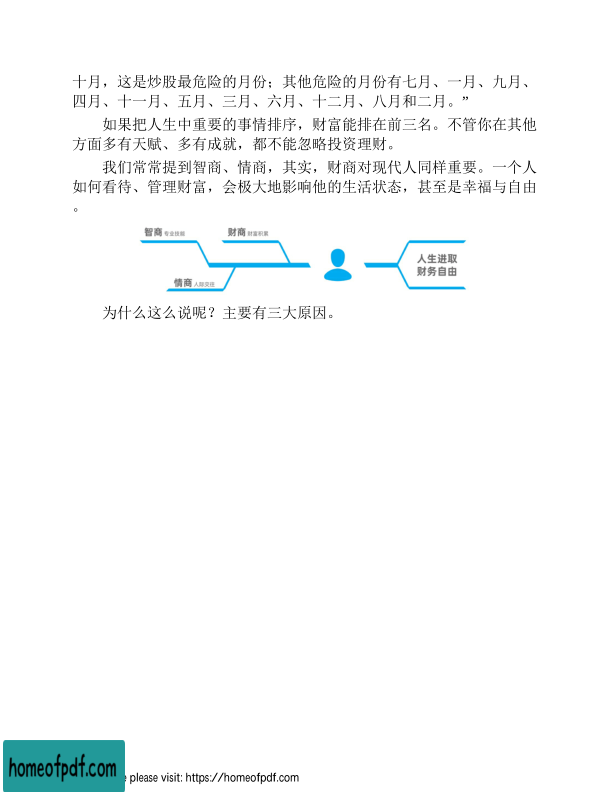 十月，这是炒股最危险的月份；其他危险的月份有七月、一月、九月、
四月、十一月、五月、三月、六月、十二月、八月和二月。”
如果把人生中重要的事情排序，财富能排在前三名。不管你在其他
方面多有天赋、多有成就，都不能忽略投资理财。
我们常常提到智商、情商，其实，财商对现代人同样重要。一个人
如何看待、管理财富，会极大地影响他的生活状态，甚至是幸福与自由
。
智商 专业技能
财商 财富积累
情商 人际交往
人生进取
财务自由
为什么这么说呢？主要有三大原因。
homeofpdf.com
e please visit: https://homeofpdf.com